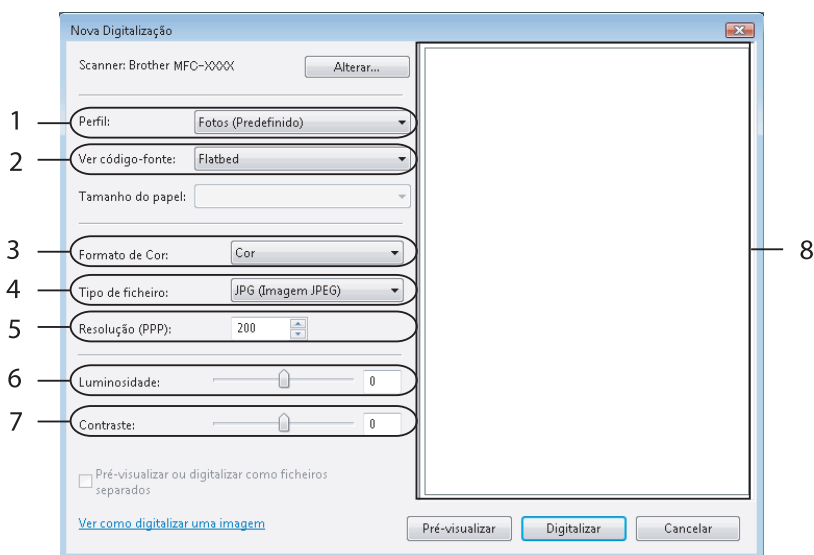 Nova Digitalização
Scanner: Brother MFC-XXXX
Alterar...
1
Perfil:
Fotos (Predefinido)
2
Ver código-fonte:
Flatbed
Tamanho do papel:
3
Formato de Cor:
Cor
4
Tipo de ficheiro:
JPG (Imagem JPEG)
5
Resolução (PPP):
200
6
Luminosidade:
0
7
Contraste:
0
8
Pré-visualizar ou digitalizar como ficheiros
separados
Ver como digitalizar uma imagem
Pré-visualizar
Digitalizar
Cancelar